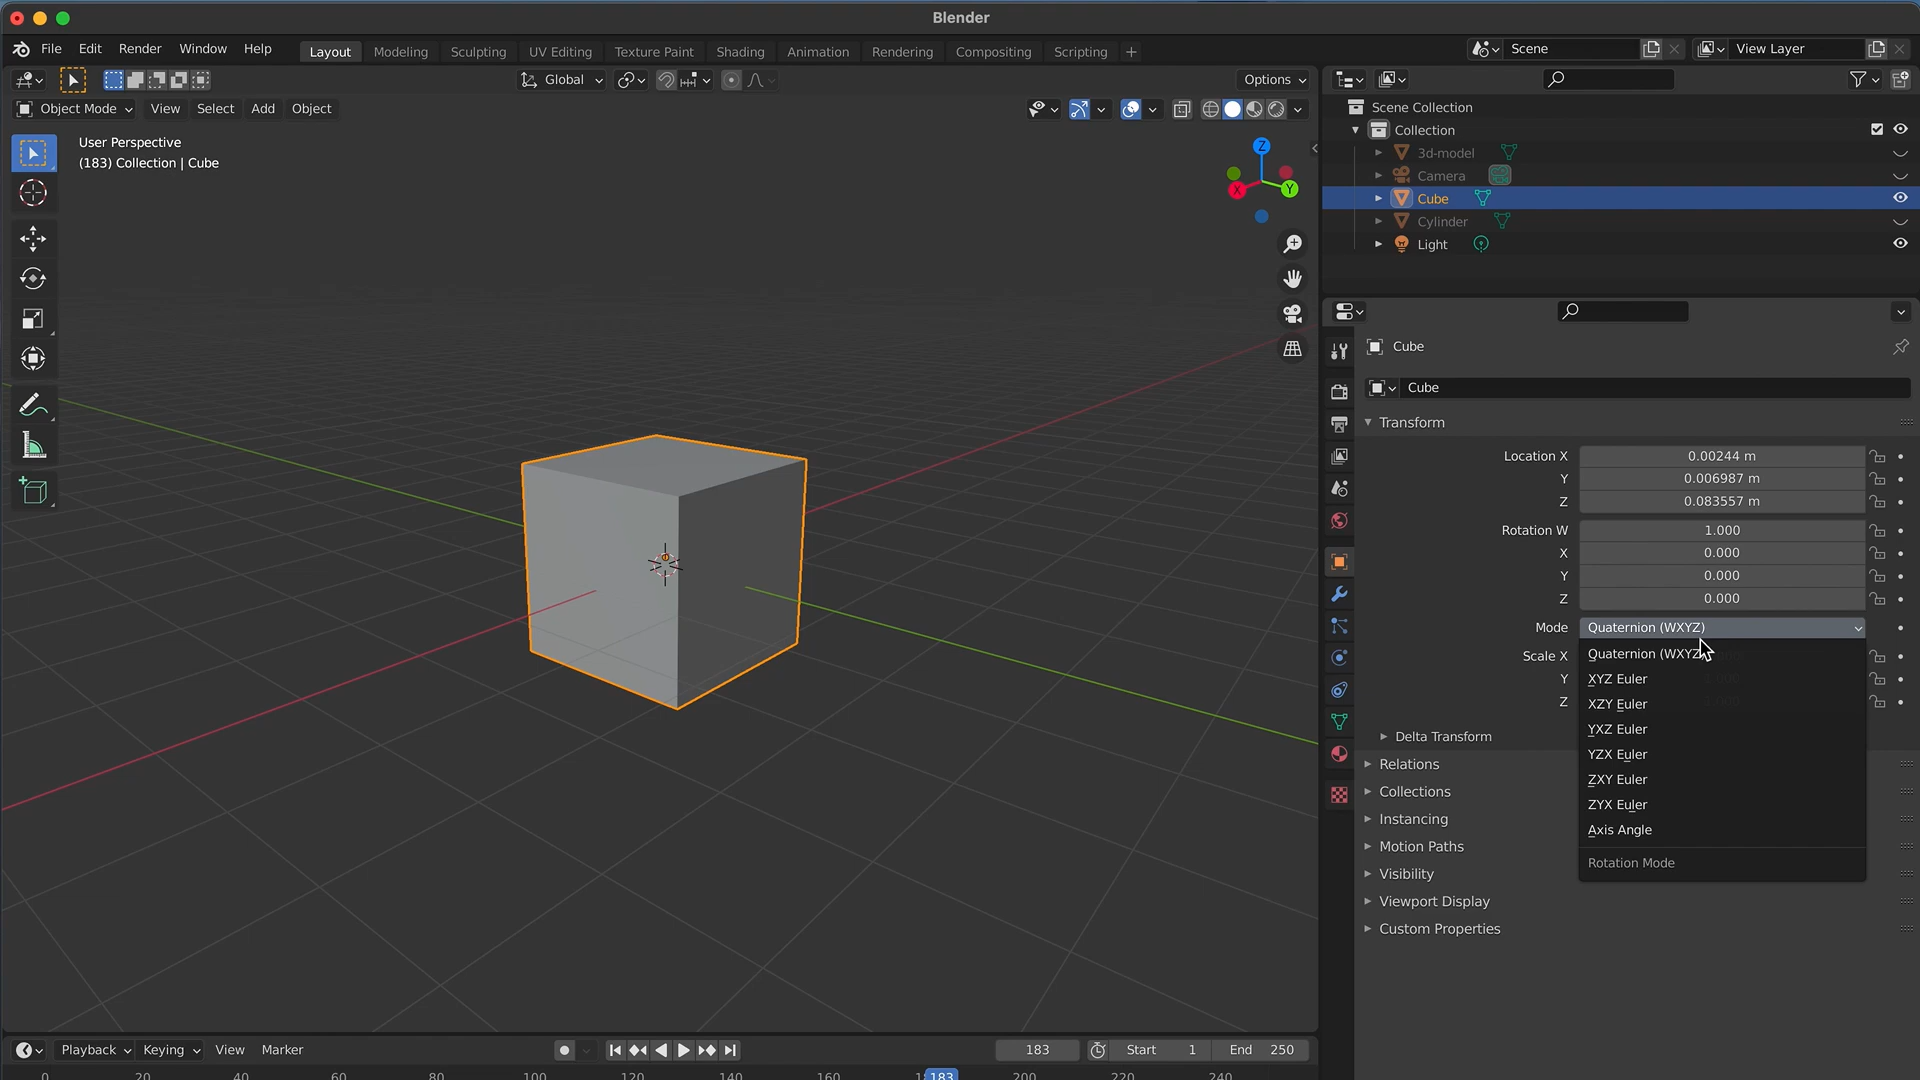 Blender
File Edit Render Window Help Layout Modeling Sculpting UV Editing Texture Paint Shading Animation Rendering Compositing Scripting + Scene View Layer
Global Options
Object Mode View Select Add Object
User Perspective
(183) Collection | Cube
Z
X Y
Scene Collection
Collection
3d-model
Camera
Cube
Cylinder
Light
Cube
Cube
Transform
Location X 0.00244 m
Y 0.006987 m
Z 0.083557 m
Rotation W 1.000
X 0.000
Y 0.000
Z 0.000
Mode Quaternion (WXYZ)
Scale X Quaternion (WXYZ
Y XYZ Euler
Z XZY Euler
YXZ Euler
Delta Transform YZX Euler
Relations
Collections ZXY Euler
Instancing ZYX Euler
Motion Paths Axis Angle
Visibility Rotation Mode
Viewport Display
Custom Properties
Playback Keying View Marker 183 Start 1 End 250
0 20 40 60 80 100 120 140 160 183 200 220 240